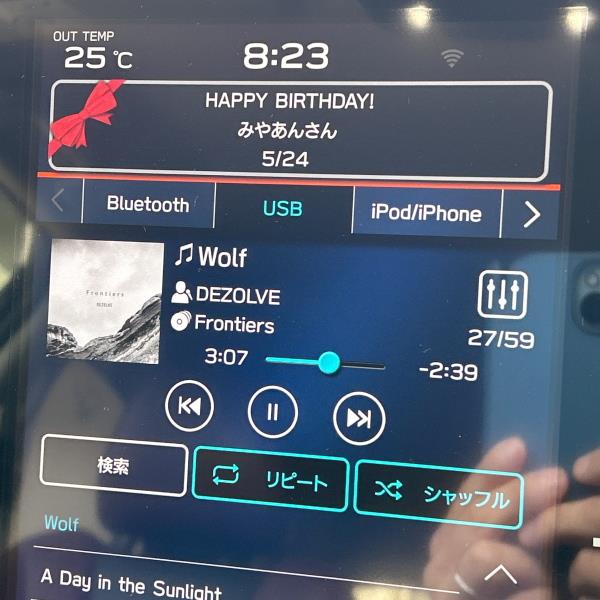 OUT TEMP
25 °C
8:23
HAPPY BIRTHDAY!
みやあんさん
5/24
Bluetooth
USB
iPod/iPhone
Frontiers
DEZOLVE
Wolf
DEZOLVE
Frontiers
27/59
3:07
-2:39
検索
リピート
シャッフル
Wolf
A Day in the Sunlight